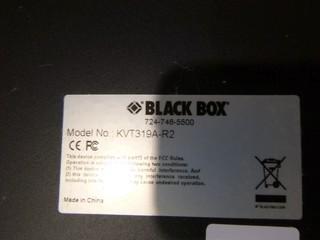 BLACK BOX
724-746-5500
Model No.: KVT319A-R2
CE FC
This device complies with part15 of the FCC Rules.
Operation is subject to the following two conditions:
(1) This device may not cause harmful interference. And
(2) this device must accept any interference received,
including interference that may cause undesired operation.
Made in China